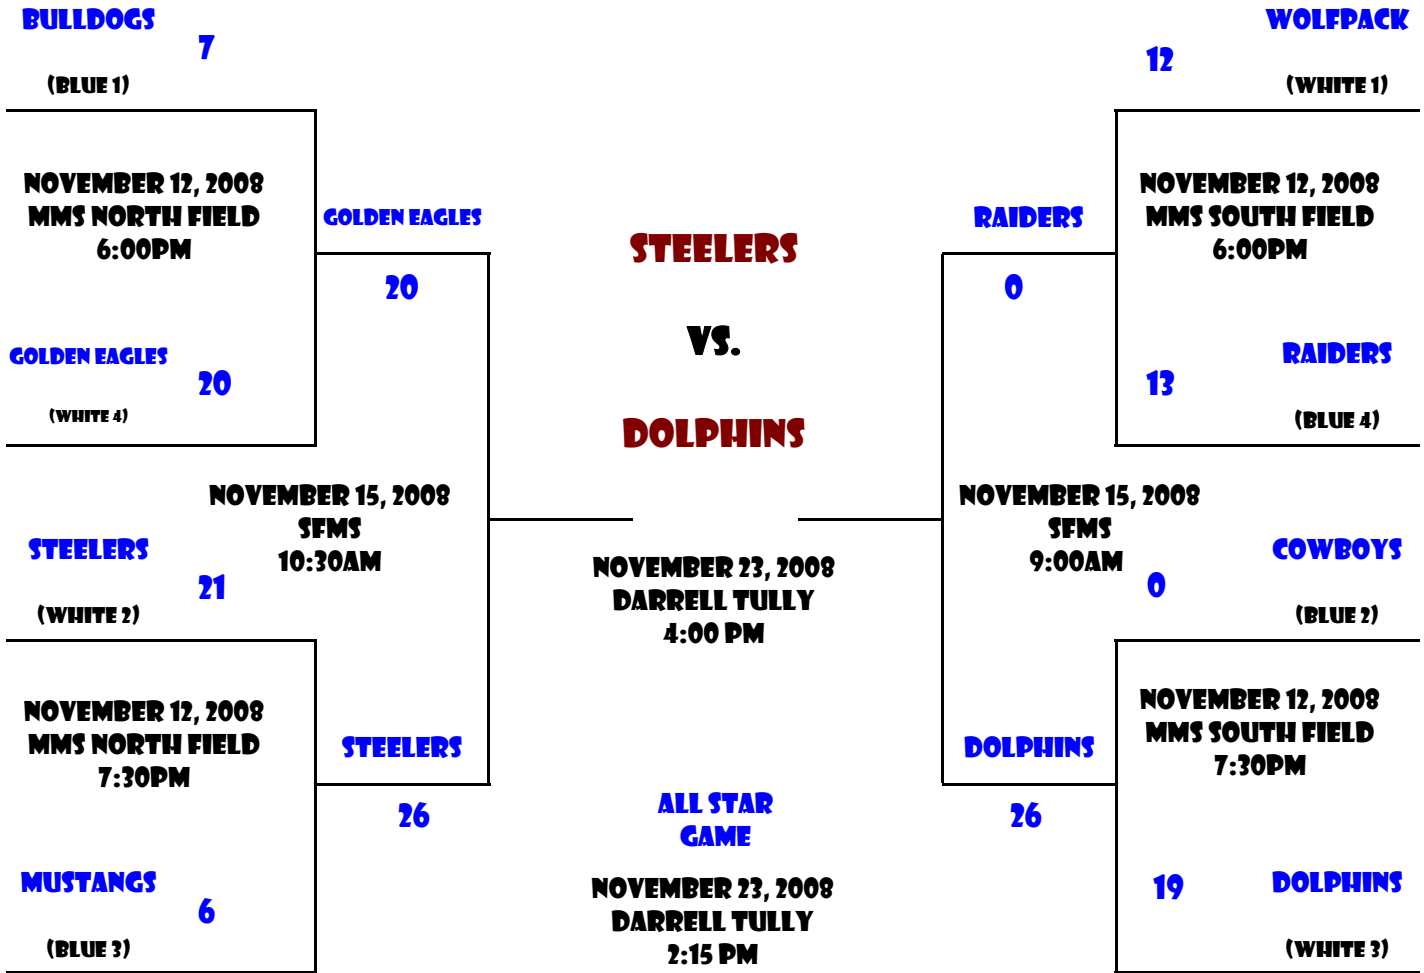 BULLDOGS
7
(BLUE 1)
NOVEMBER 12, 2008
MMS NORTH FIELD
6:00PM
GOLDEN EAGLES
20
(WHITE 4)
GOLDEN EAGLES
20
NOVEMBER 15, 2008
SFMS
10:30AM
STEELERS
21
(WHITE 2)
NOVEMBER 12, 2008
MMS NORTH FIELD
7:30PM
STEELERS
26
MUSTANGS
6
(BLUE 3)
STEELERS
VS.
DOLPHINS
NOVEMBER 23, 2008
DARRELL TULLY
4:00 PM
ALL STAR
GAME
NOVEMBER 23, 2008
DARRELL TULLY
2:15 PM
WOLFPACK
12
(WHITE 1)
NOVEMBER 12, 2008
MMS SOUTH FIELD
6:00PM
RAIDERS
0
RAIDERS
13
(BLUE 4)
NOVEMBER 15, 2008
SFMS
9:00AM
COWBOYS
0
(BLUE 2)
NOVEMBER 12, 2008
MMS SOUTH FIELD
7:30PM
DOLPHINS
26
19
DOLPHINS
(WHITE 3)